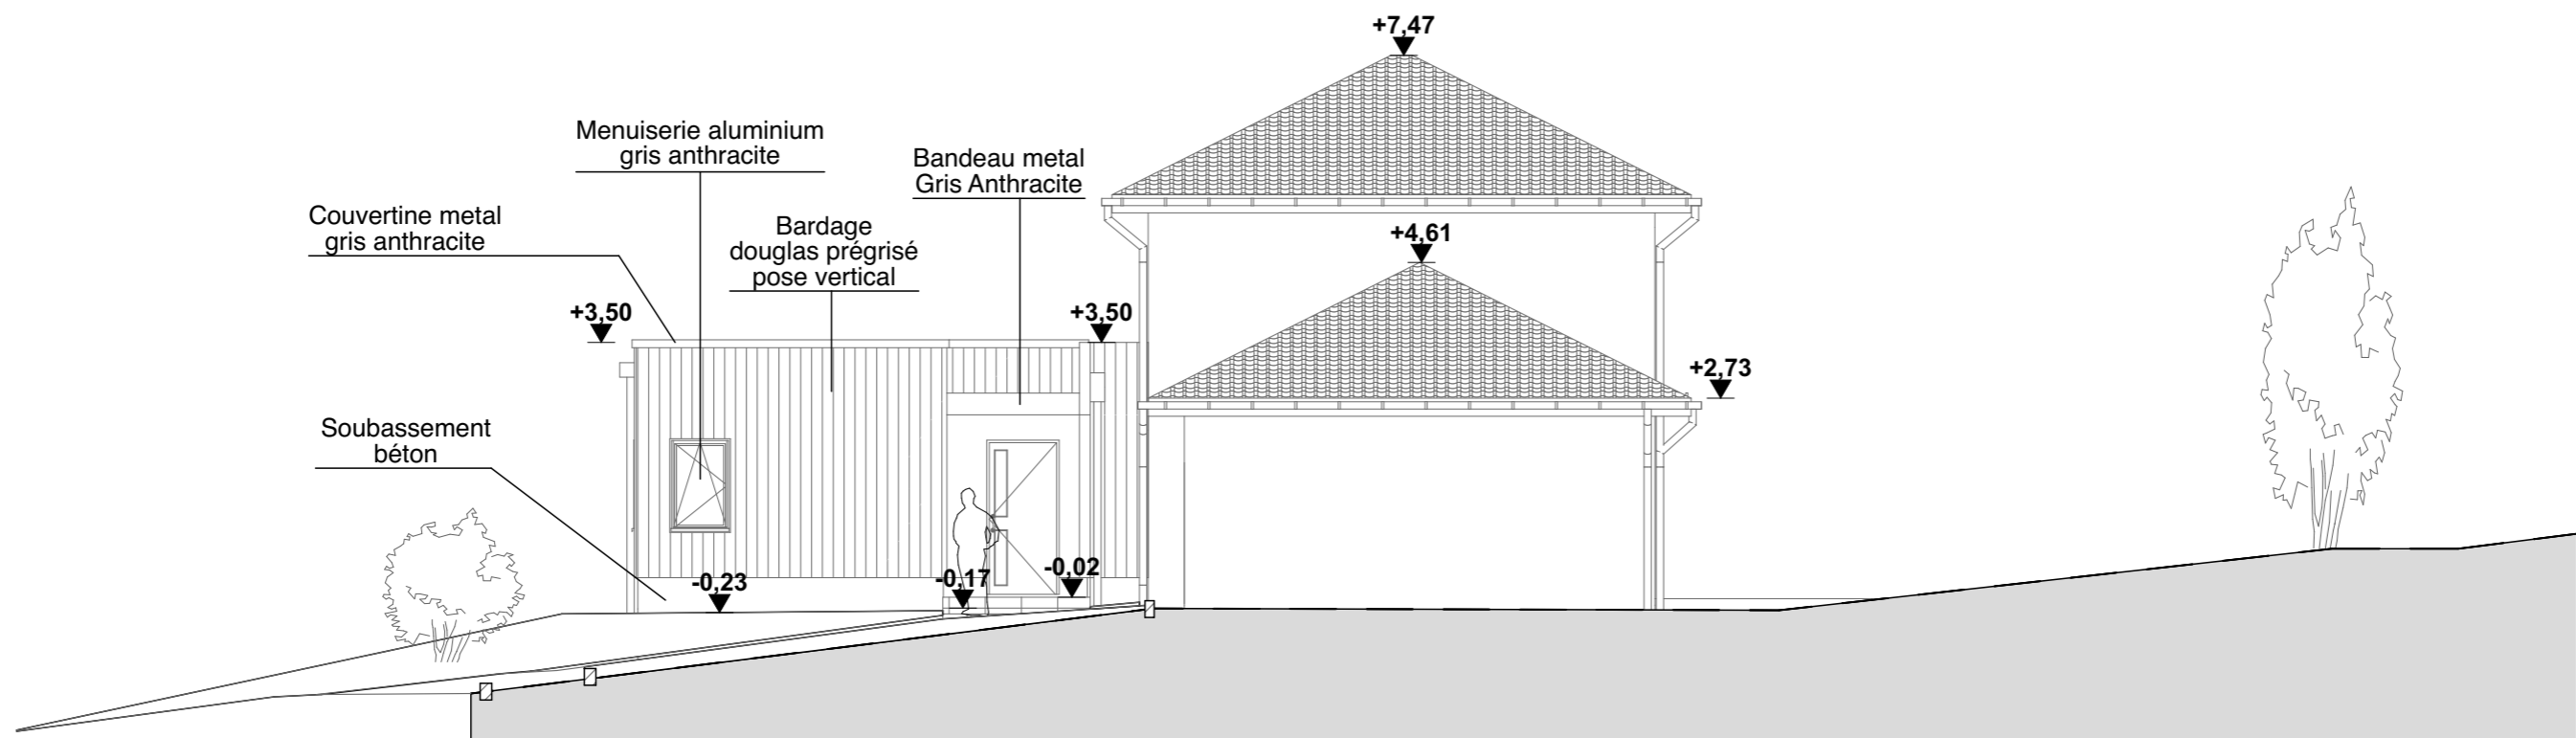 +7,47
Menuiserie aluminium
gris anthracite
Bandeau metal
Gris Anthracite
Couvertine metal
gris anthracite
Bardage
douglas prégrisé
pose vertical
+4,61
+3,50
+3,50
+2,73
Soubassement
béton
-0,23
-0,17
-0,02